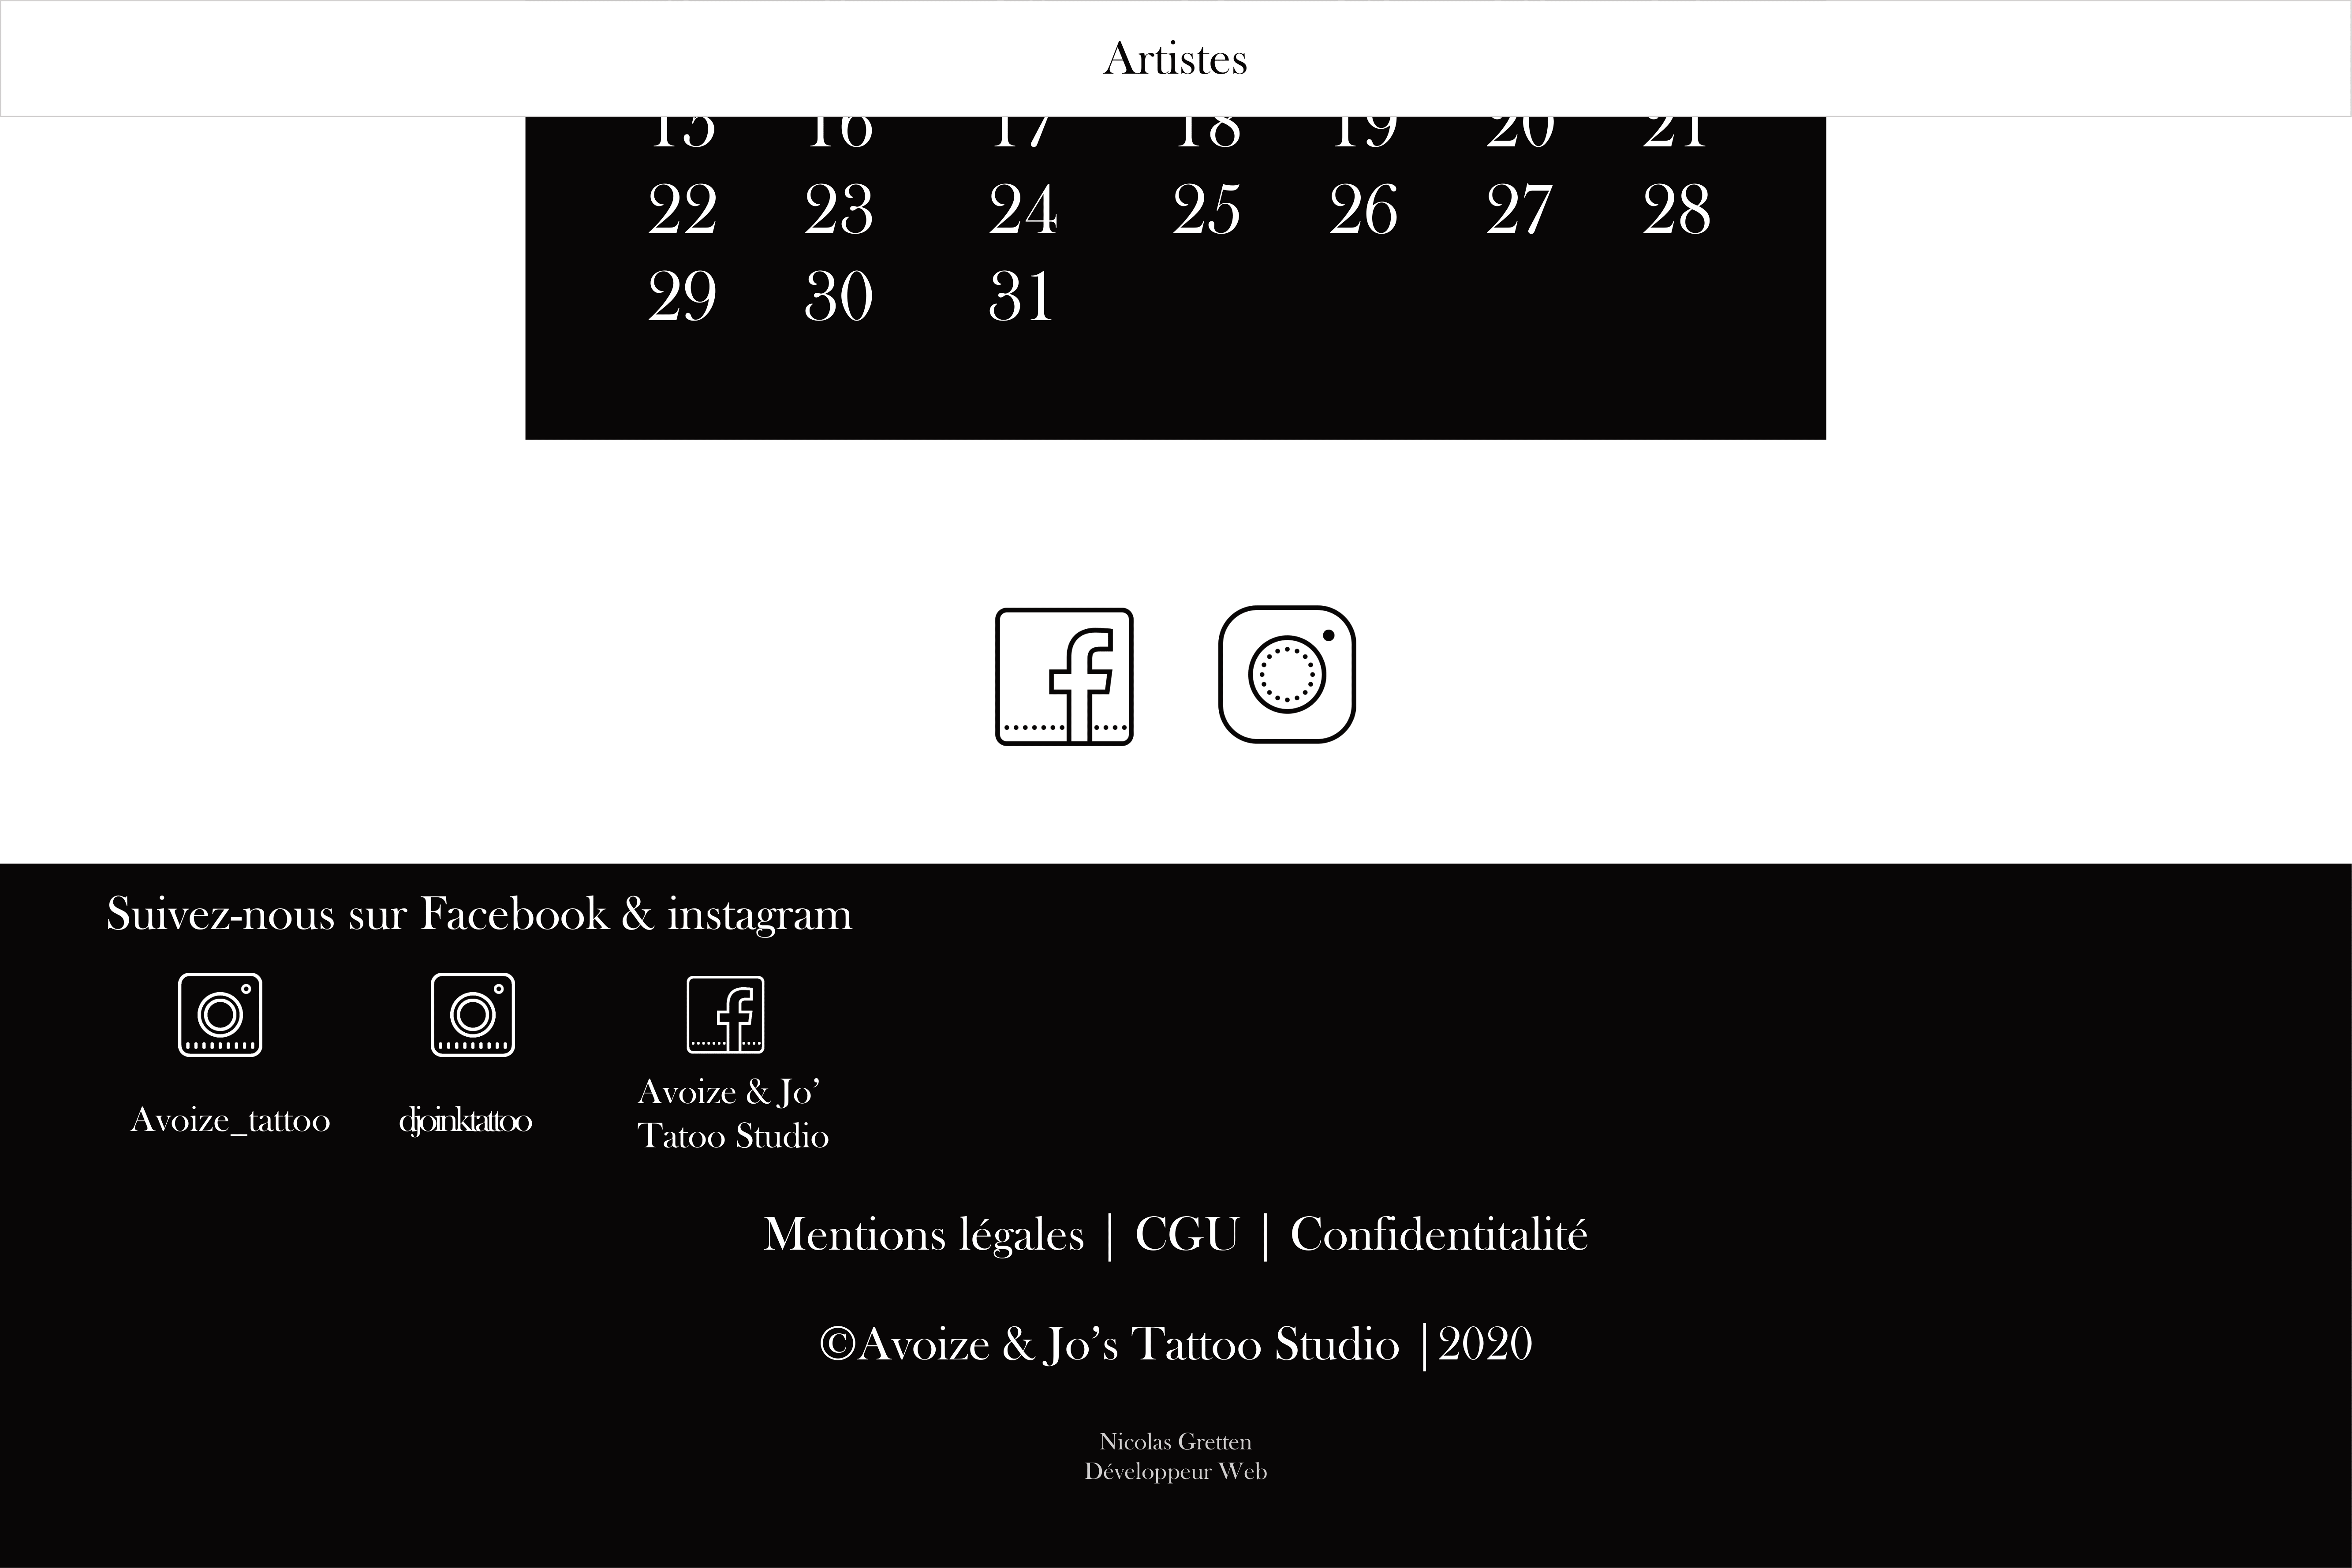 Artistes
15 16 17 18 19 20 21
22 23 24 25 26 27 28
29 30 31
Suivez-nous sur Facebook & instagram
Avoize_tattoo
djoinktattoo
Avoize & Jo’
Tatoo Studio
Mentions légales | CGU | Confidentitalité
©Avoize & Jo’s Tattoo Studio |2020
Nicolas Gretten
Développeur Web